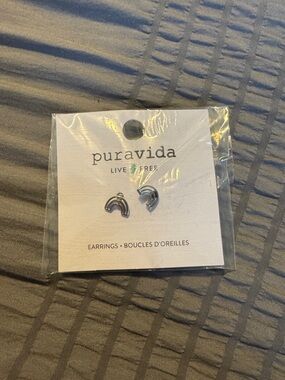 puravida
LIVE FREE
EARRINGS • BOUCLES D'OREILLES